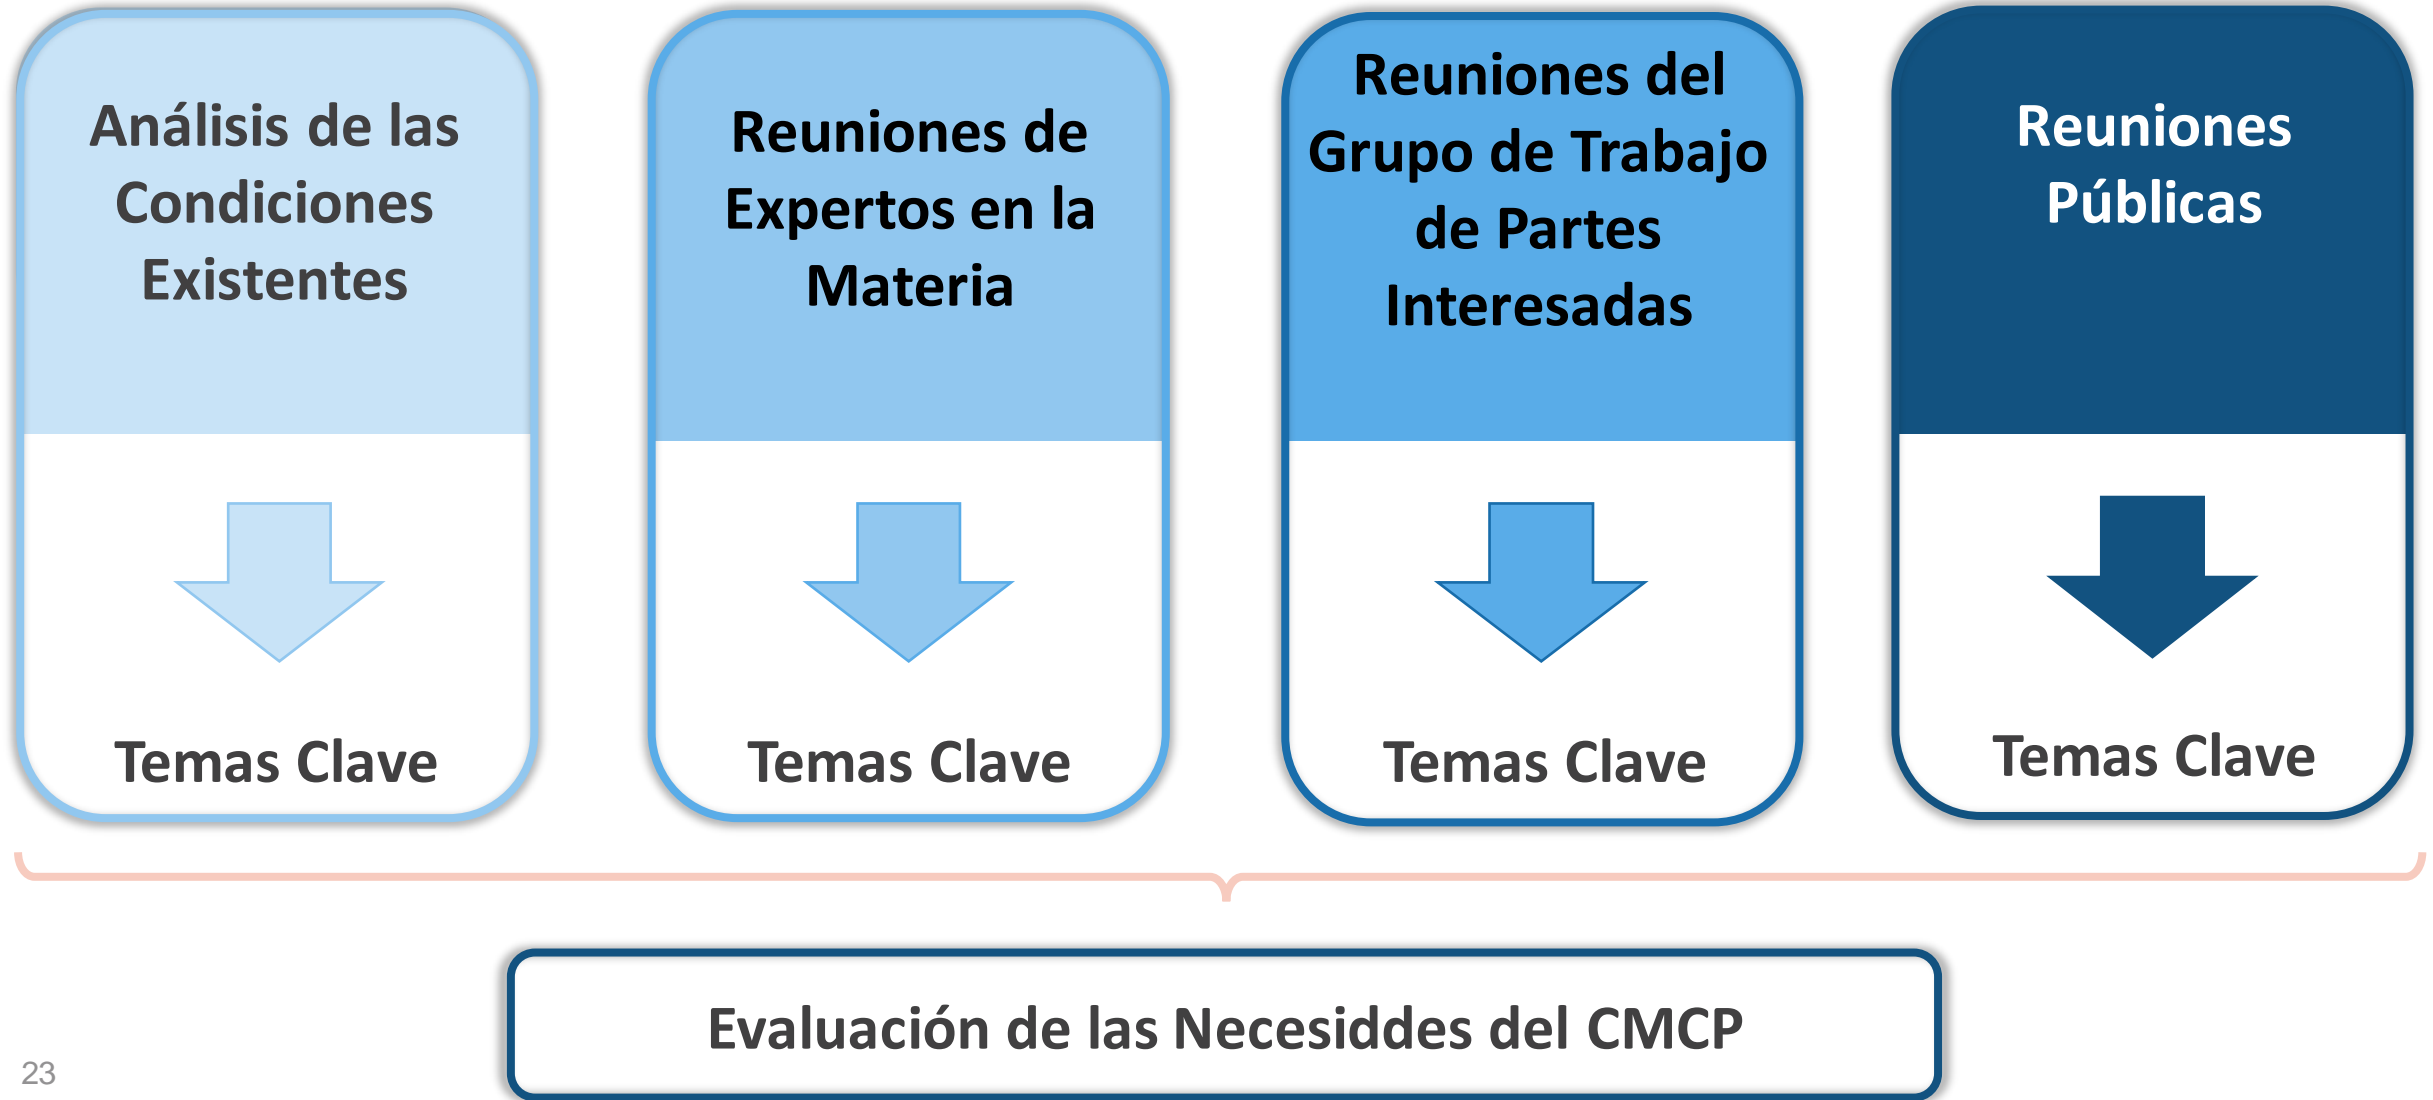 Análisis de las
Condiciones
Existentes
Temas Clave
Reuniones de
Expertos en la
Materia
Temas Clave
Reuniones del
Grupo de Trabajo
de Partes
Interesadas
Temas Clave
Reuniones
Públicas
Temas Clave
Evaluación de las Necesiddes del CMCP
23